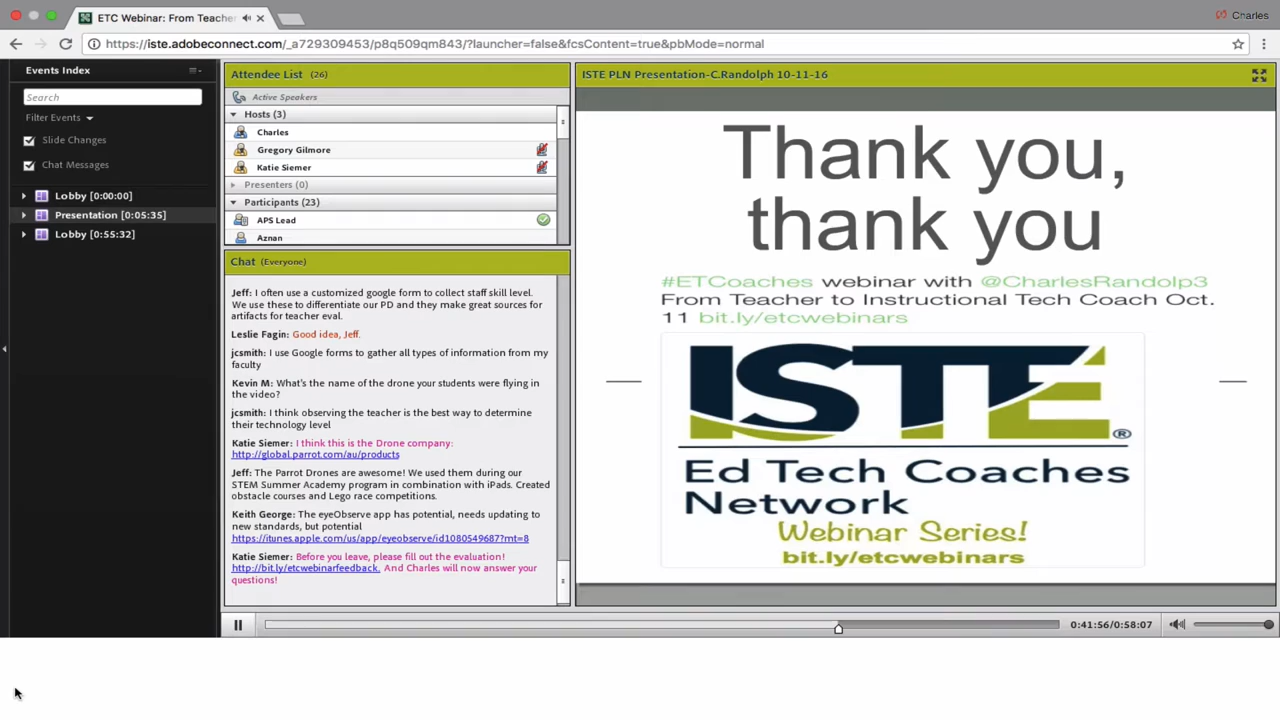 ETC Webinar: From Teacher
Charles
https://iste.adobeconnect.com/_a729309453/p8q509qm843/?launcher=false&fcsContent=true&pbMode=normal
Events Index
Search
Filter Events
Slide Changes
Chat Messages
Lobby [0:00:00]
Presentation [0:05:35]
Lobby [0:55:32]
Attendee List (26)
Active Speakers
Hosts (3)
Charles
Gregory Gilmore
Katie Siemer
Presenters (0)
Participants (23)
APS Lead
Aznan
Chat (Everyone)
Jeff: I often use a customized google form to collect staff skill level.
We use these to differentiate our PD and they make great sources for
artifacts for teacher eval.
Leslie Fagin: Good idea, Jeff.
jcsmith: I use Google forms to gather all types of information from my
faculty
Kevin M: What's the name of the drone your students were flying in
the video?
jcsmith: I think observing the teacher is the best way to determine
their technology level
Katie Siemer: I think this is the Drone company:
http://global.parrot.com/au/products
Jeff: The Parrot Drones are awesome! We used them during our
STEM Summer Academy program in combination with iPads. Created
obstacle courses and Lego race competitions.
Keith George: The eyeObserve app has potential, needs updating to
new standards, but potential
https://itunes.apple.com/us/app/eyeobserve/id1080549687?mt=8
Katie Siemer: Before you leave, please fill out the evaluation!
http://bit.ly/etcwebinarfeedback. And Charles will now answer your
questions!
ISTE PLN Presentation-C.Randolph 10-11-16
Thank you,
thank you
#ETCoaches webinar with @CharlesRandolp3
From Teacher to Instructional Tech Coach Oct.
11 bit.ly/etcwebinars
ISTE®
Ed Tech Coaches
Network
Webinar Series!
bit.ly/etcwebinars
0:41:56/0:58:07